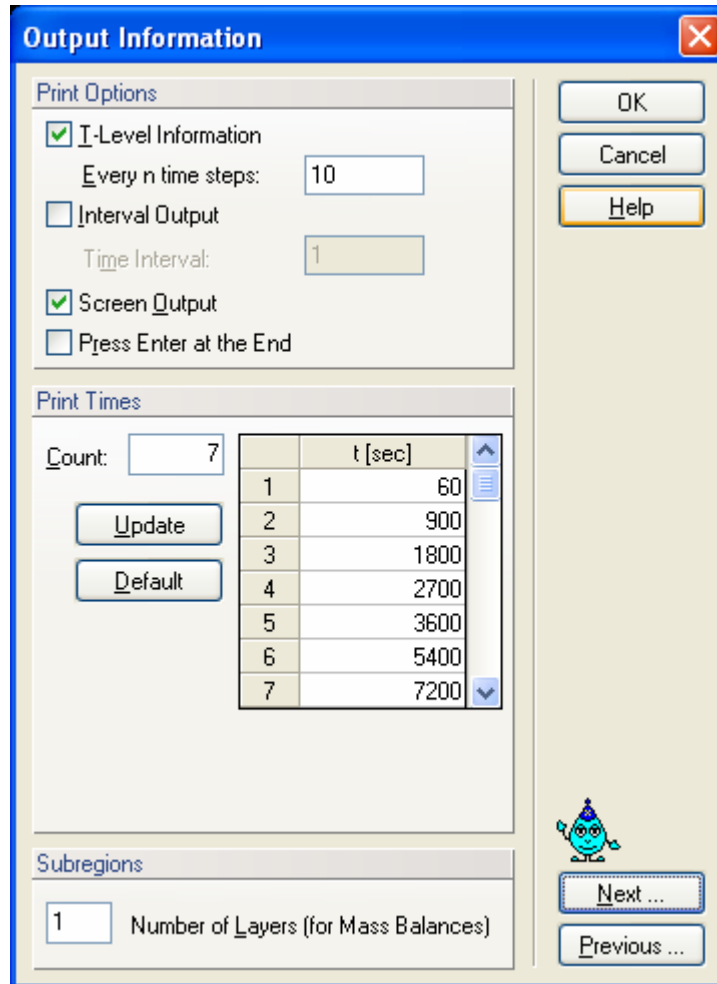 Output Information
Print Options
T-Level Information
Every n time steps: 10
Interval Output
Time Interval: 1
Screen Output
Press Enter at the End
OK
Cancel
Help
Print Times
Count: 7
Update
Default
t [sec]
1 60
2 900
3 1800
4 2700
5 3600
6 5400
7 7200
Subregions
1 Number of Layers (for Mass Balances)
Next ...
Previous ...